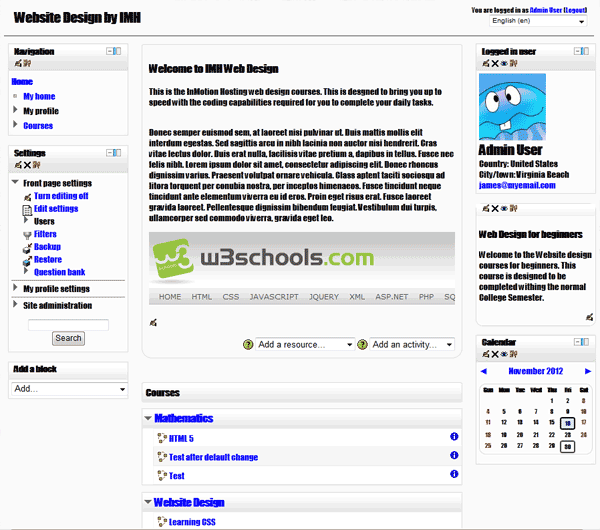 Website Design by IMH
You are logged in as Admin User (Logout)
English (en)
Navigation
Home
My home
My profile
Courses
Settings
Front page settings
Turn editing off
Edit settings
Users
Filters
Backup
Restore
Question bank
My profile settings
Site administration
Search
Add a block
Add...
Welcome to IMH Web Design
This is the InMotion Hosting web design courses. This is desgned to bring you up to
speed with the coding capabilities required for you to complete your daily tasks.
Donec semper euismod sem, at laoreet nisi pulvinar ut. Duis mattis mollis elit
interdum egestas. Sed sagittis arcu in nibh lacinia non auctor nisi hendrerit. Cras
vitae lectus dolor. Duis erat nulla, facilisis vitae pretium a, dapibus in tellus. Fusce nec
lelis nibh. Lorem ipsum dolor sit amet, consectetur adipiscing elit. Donec rhoncus
dignissim varius. Praesent volutpat ornare vehicula. Class aptent taciti sociosqu ad
litora torquent per conubia nostra, per inceptos himenaeos. Fusce tincidunt neque
tincidunt ante elementum viverra eu id eros. Proin eget risus erat. Fusce laoreet
gravida laoreet. Pellentesque dignissim bibendum feugiat. Vestibulum dui turpis,
ullamcorper sed commodo viverra, gravida eget leo.
w3schools.com
HOME HTML CSS JAVASCRIPT JQUERY XML ASP.NET PHP SQ
Add a resource...
Add an activity...
Courses
Mathematics
HTML 5
Test after default change
Test
Website Design
Learning CSS
Logged in user
Admin User
Country: United States
City/town: Virginia Beach
james@myemail.com
Web Design for beginners
Welcome to the Website design
courses for beginners. This
course is designed to be
completed withing the normal
College Semester.
Calendar
November 2012
Sun Mon Tue Wed Thu Fri Sat
1 2 3
4 5 6 7 8 9 10
11 12 13 14 15 16 17
18 19 20 21 22 23 24
25 26 27 28 29 30